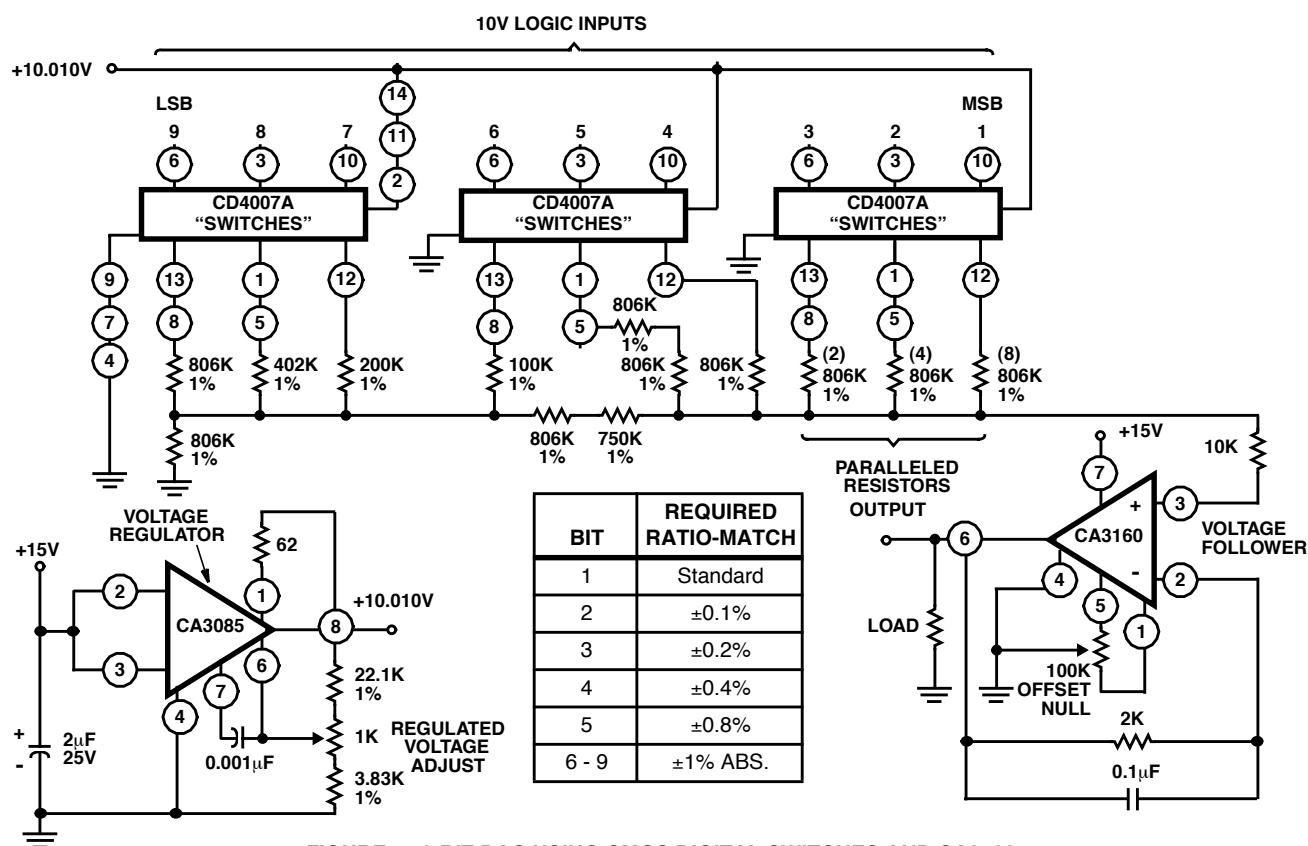 10V LOGIC INPUTS
+10.010V
LSB
MSB
9 8 7 6 5 4 3 2 1
6 3 10 6 3 10 6 3 10
14
11
2
CD4007A
“SWITCHES”
CD4007A
“SWITCHES”
CD4007A
“SWITCHES”
9
7
4
13 1 12 13 1 12 13 1 12
8 5 8 5 8 5
806K
1%
402K
1%
200K
1%
100K
1%
806K
1%
806K
1%
806K
1%
(2)
806K
1%
(4)
806K
1%
(8)
806K
1%
806K
1%
806K
1%
750K
1%
PARALLELED
RESISTORS
10K
+15V
7
3
+
CA3160
-
2
VOLTAGE
FOLLOWER
OUTPUT
6
4
5
1
LOAD
100K
OFFSET
NULL
2K
0.1µF
VOLTAGE
REGULATOR
+15V
2
3
CA3085
62
1
8
+10.010V
6
7
4
22.1K
1%
1K
REGULATED
VOLTAGE
ADJUST
3.83K
1%
0.001µF
+
-
2µF
25V
BIT REQUIRED RATIO-MATCH
1 Standard
2 ±0.1%
3 ±0.2%
4 ±0.4%
5 ±0.8%
6 - 9 ±1% ABS.